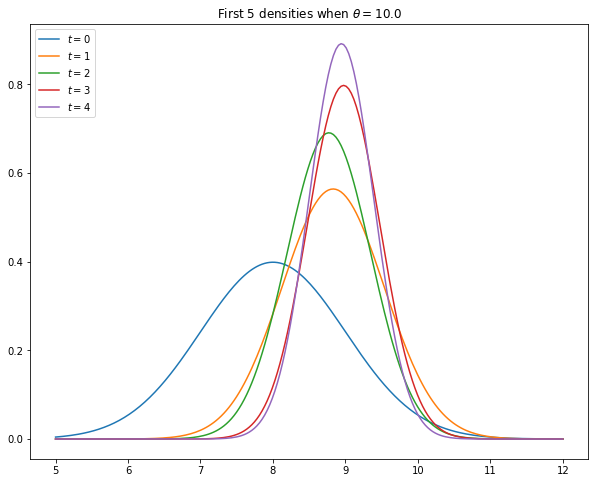 First 5 densities when θ = 10.0
t = 0
t = 1
t = 2
t = 3
t = 4
0.8
0.6
0.4
0.2
0.0
5 6 7 8 9 10 11 12